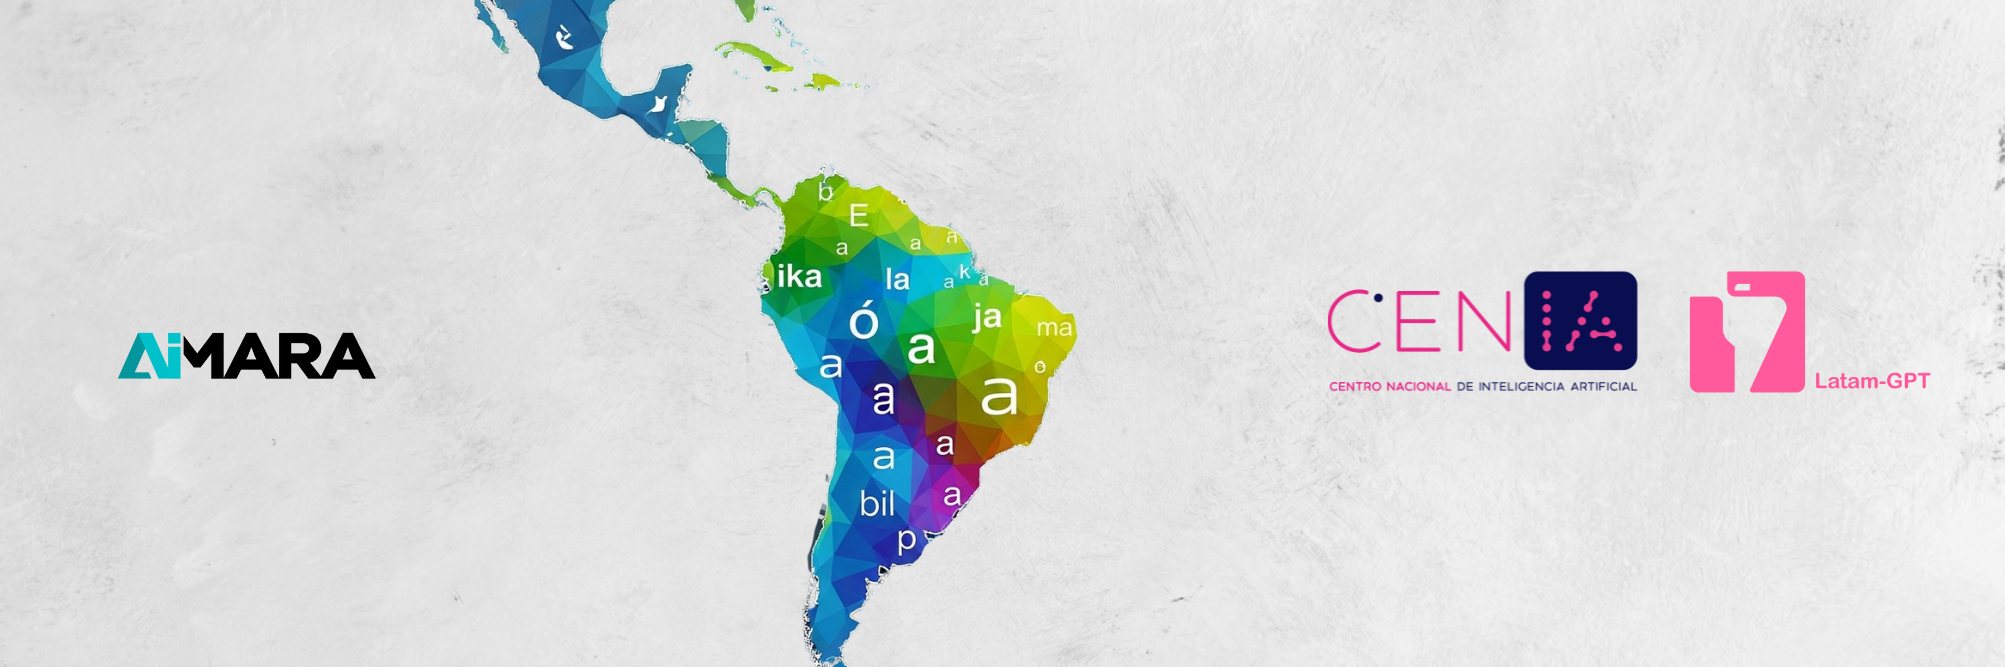 AiMARA
b
E
a a a
ika la a k a
ó a ja ma
a a a ô
a a
bil a
p
CENIA
CENTRO NACIONAL DE INTELIGENCIA ARTIFICIAL
Latam-GPT